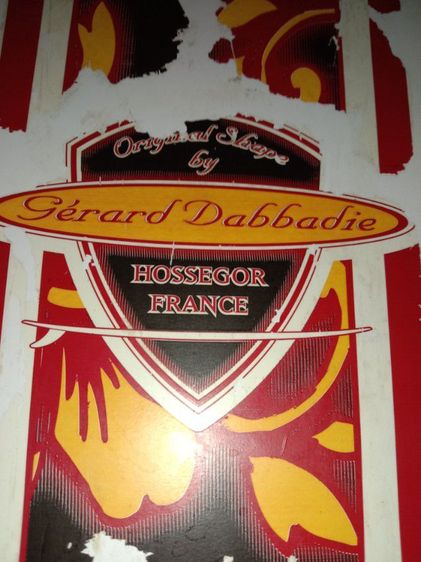 Original Shape
by
Gérard Dabbadie
HOSSEGOR
FRANCE